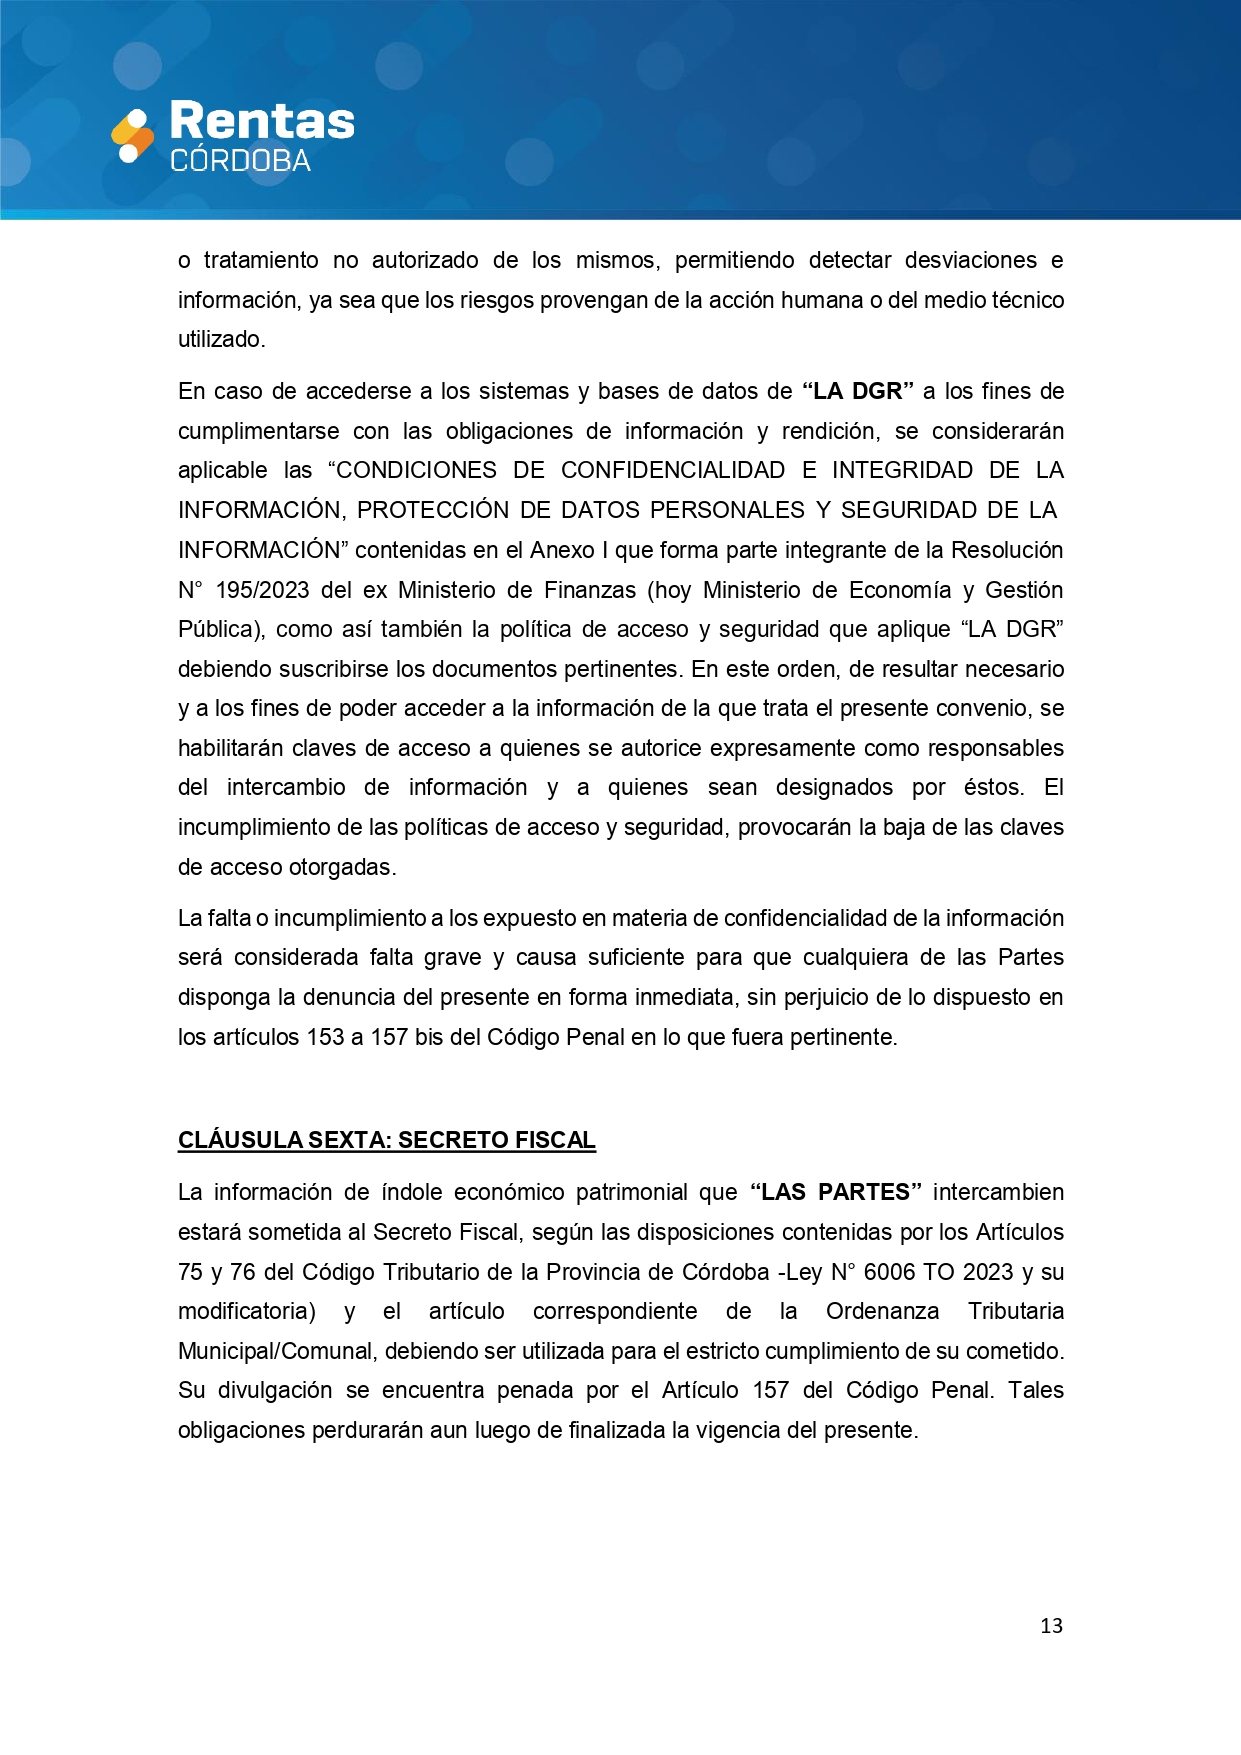 Rentas
CÓRDOBA
o tratamiento no autorizado de los mismos, permitiendo detectar desviaciones e
información, ya sea que los riesgos provengan de la acción humana o del medio técnico
utilizado.
En caso de accederse a los sistemas y bases de datos de “LA DGR” a los fines de
cumplimentarse con las obligaciones de información y rendición, se considerarán
aplicable las “CONDICIONES DE CONFIDENCIALIDAD E INTEGRIDAD DE LA
INFORMACIÓN, PROTECCIÓN DE DATOS PERSONALES Y SEGURIDAD DE LA
INFORMACIÓN” contenidas en el Anexo I que forma parte integrante de la Resolución
N° 195/2023 del ex Ministerio de Finanzas (hoy Ministerio de Economía y Gestión
Pública), como así también la política de acceso y seguridad que aplique “LA DGR”
debiendo suscribirse los documentos pertinentes. En este orden, de resultar necesario
y a los fines de poder acceder a la información de la que trata el presente convenio, se
habilitarán claves de acceso a quienes se autorice expresamente como responsables
del intercambio de información y a quienes sean designados por éstos. El
incumplimiento de las políticas de acceso y seguridad, provocarán la baja de las claves
de acceso otorgadas.
La falta o incumplimiento a los expuesto en materia de confidencialidad de la información
será considerada falta grave y causa suficiente para que cualquiera de las Partes
disponga la denuncia del presente en forma inmediata, sin perjuicio de lo dispuesto en
los artículos 153 a 157 bis del Código Penal en lo que fuera pertinente.
CLÁUSULA SEXTA: SECRETO FISCAL
La información de índole económico patrimonial que “LAS PARTES” intercambien
estará sometida al Secreto Fiscal, según las disposiciones contenidas por los Artículos
75 y 76 del Código Tributario de la Provincia de Córdoba -Ley N° 6006 TO 2023 y su
modificatoria) y el artículo correspondiente de la Ordenanza Tributaria
Municipal/Comunal, debiendo ser utilizada para el estricto cumplimiento de su cometido.
Su divulgación se encuentra penada por el Artículo 157 del Código Penal. Tales
obligaciones perdurarán aun luego de finalizada la vigencia del presente.
13